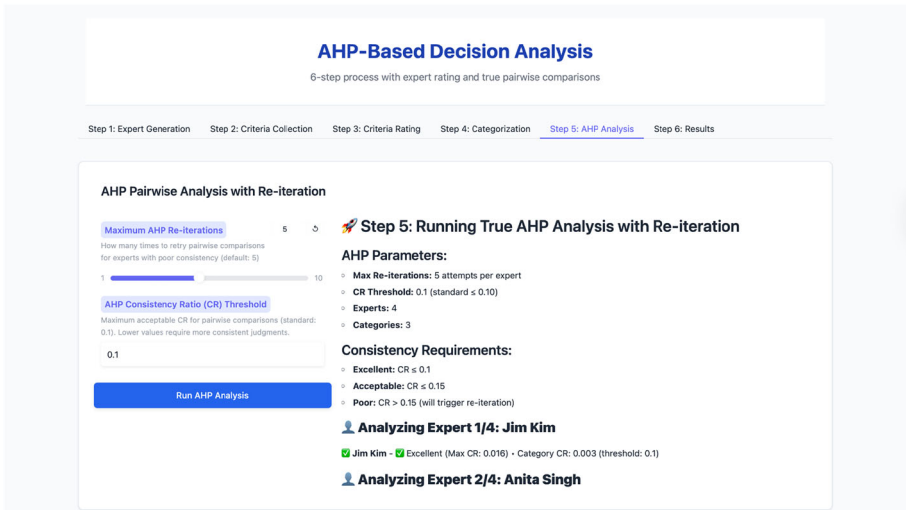 AHP-Based Decision Analysis
6-step process with expert rating and true pairwise comparisons
Step 1: Expert Generation
Step 2: Criteria Collection
Step 3: Criteria Rating
Step 4: Categorization
Step 5: AHP Analysis
Step 6: Results
AHP Pairwise Analysis with Re-iteration
Maximum AHP Re-iterations
5
How many times to retry pairwise comparisons
for experts with poor consistency (default: 5)
1
10
AHP Consistency Ratio (CR) Threshold
Maximum acceptable CR for pairwise comparisons (standard:
0.1). Lower values require more consistent judgments.
0.1
Run AHP Analysis
🚀 Step 5: Running True AHP Analysis with Re-iteration
AHP Parameters:
Max Re-iterations: 5 attempts per expert
CR Threshold: 0.1 (standard ≤ 0.10)
Experts: 4
Categories: 3
Consistency Requirements:
Excellent: CR ≤ 0.1
Acceptable: CR ≤ 0.15
Poor: CR > 0.15 (will trigger re-iteration)
👤 Analyzing Expert 1/4: Jim Kim
✅ Jim Kim - ✅ Excellent (Max CR: 0.016) • Category CR: 0.003 (threshold: 0.1)
👤 Analyzing Expert 2/4: Anita Singh